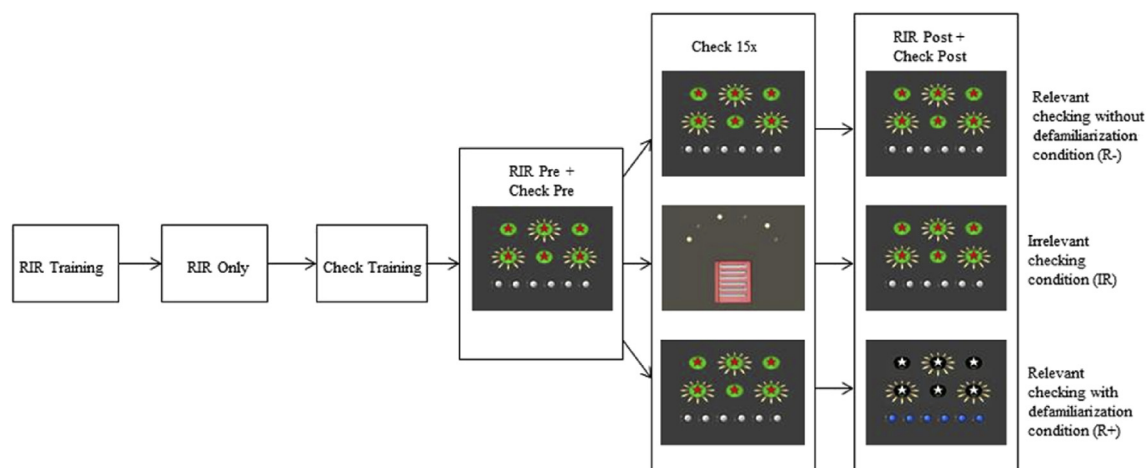 RIR Training
RIR Only
Check Training
RIR Pre +
Check Pre
Check 15x
RIR Post +
Check Post
Relevant
checking without
defamiliarization
condition (R-)
Irrelevant
checking
condition (IR)
Relevant
checking with
defamiliarization
condition (R+)